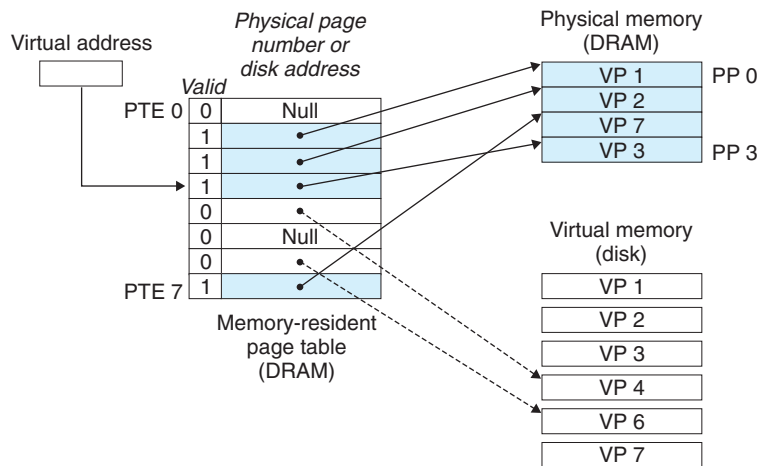 Virtual address
Physical page
number or
disk address
Valid
PTE 0
0
Null
1
1
1
0
0
Null
0
PTE 7
1
Memory-resident
page table
(DRAM)
Physical memory
(DRAM)
VP 1
PP 0
VP 2
VP 7
VP 3
PP 3
Virtual memory
(disk)
VP 1
VP 2
VP 3
VP 4
VP 6
VP 7